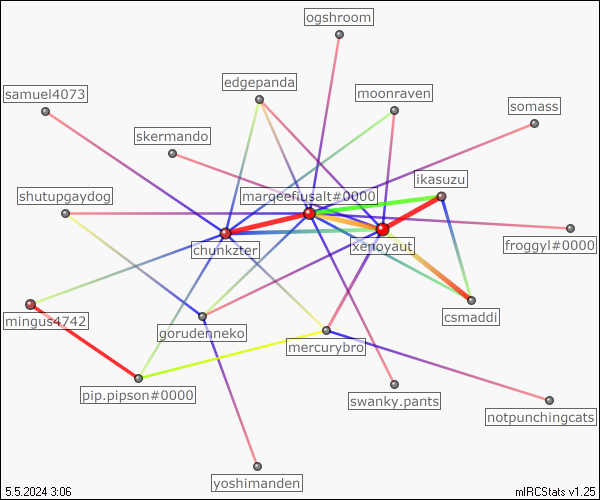 ogshroom
edgepanda
moonraven
samuel4073
somass
skermando
ikasuzu
shutupgaydog
margeefiusalt#0000
xenoyaut
froggyl#0000
chunkzter
csmaddi
mingus4742
gorudenneko
mercurybro
pip.pipson#0000
swanky.pants
notpunchingcats
yoshimanden
5.5.2024 3:06
mIRCStats v1.25